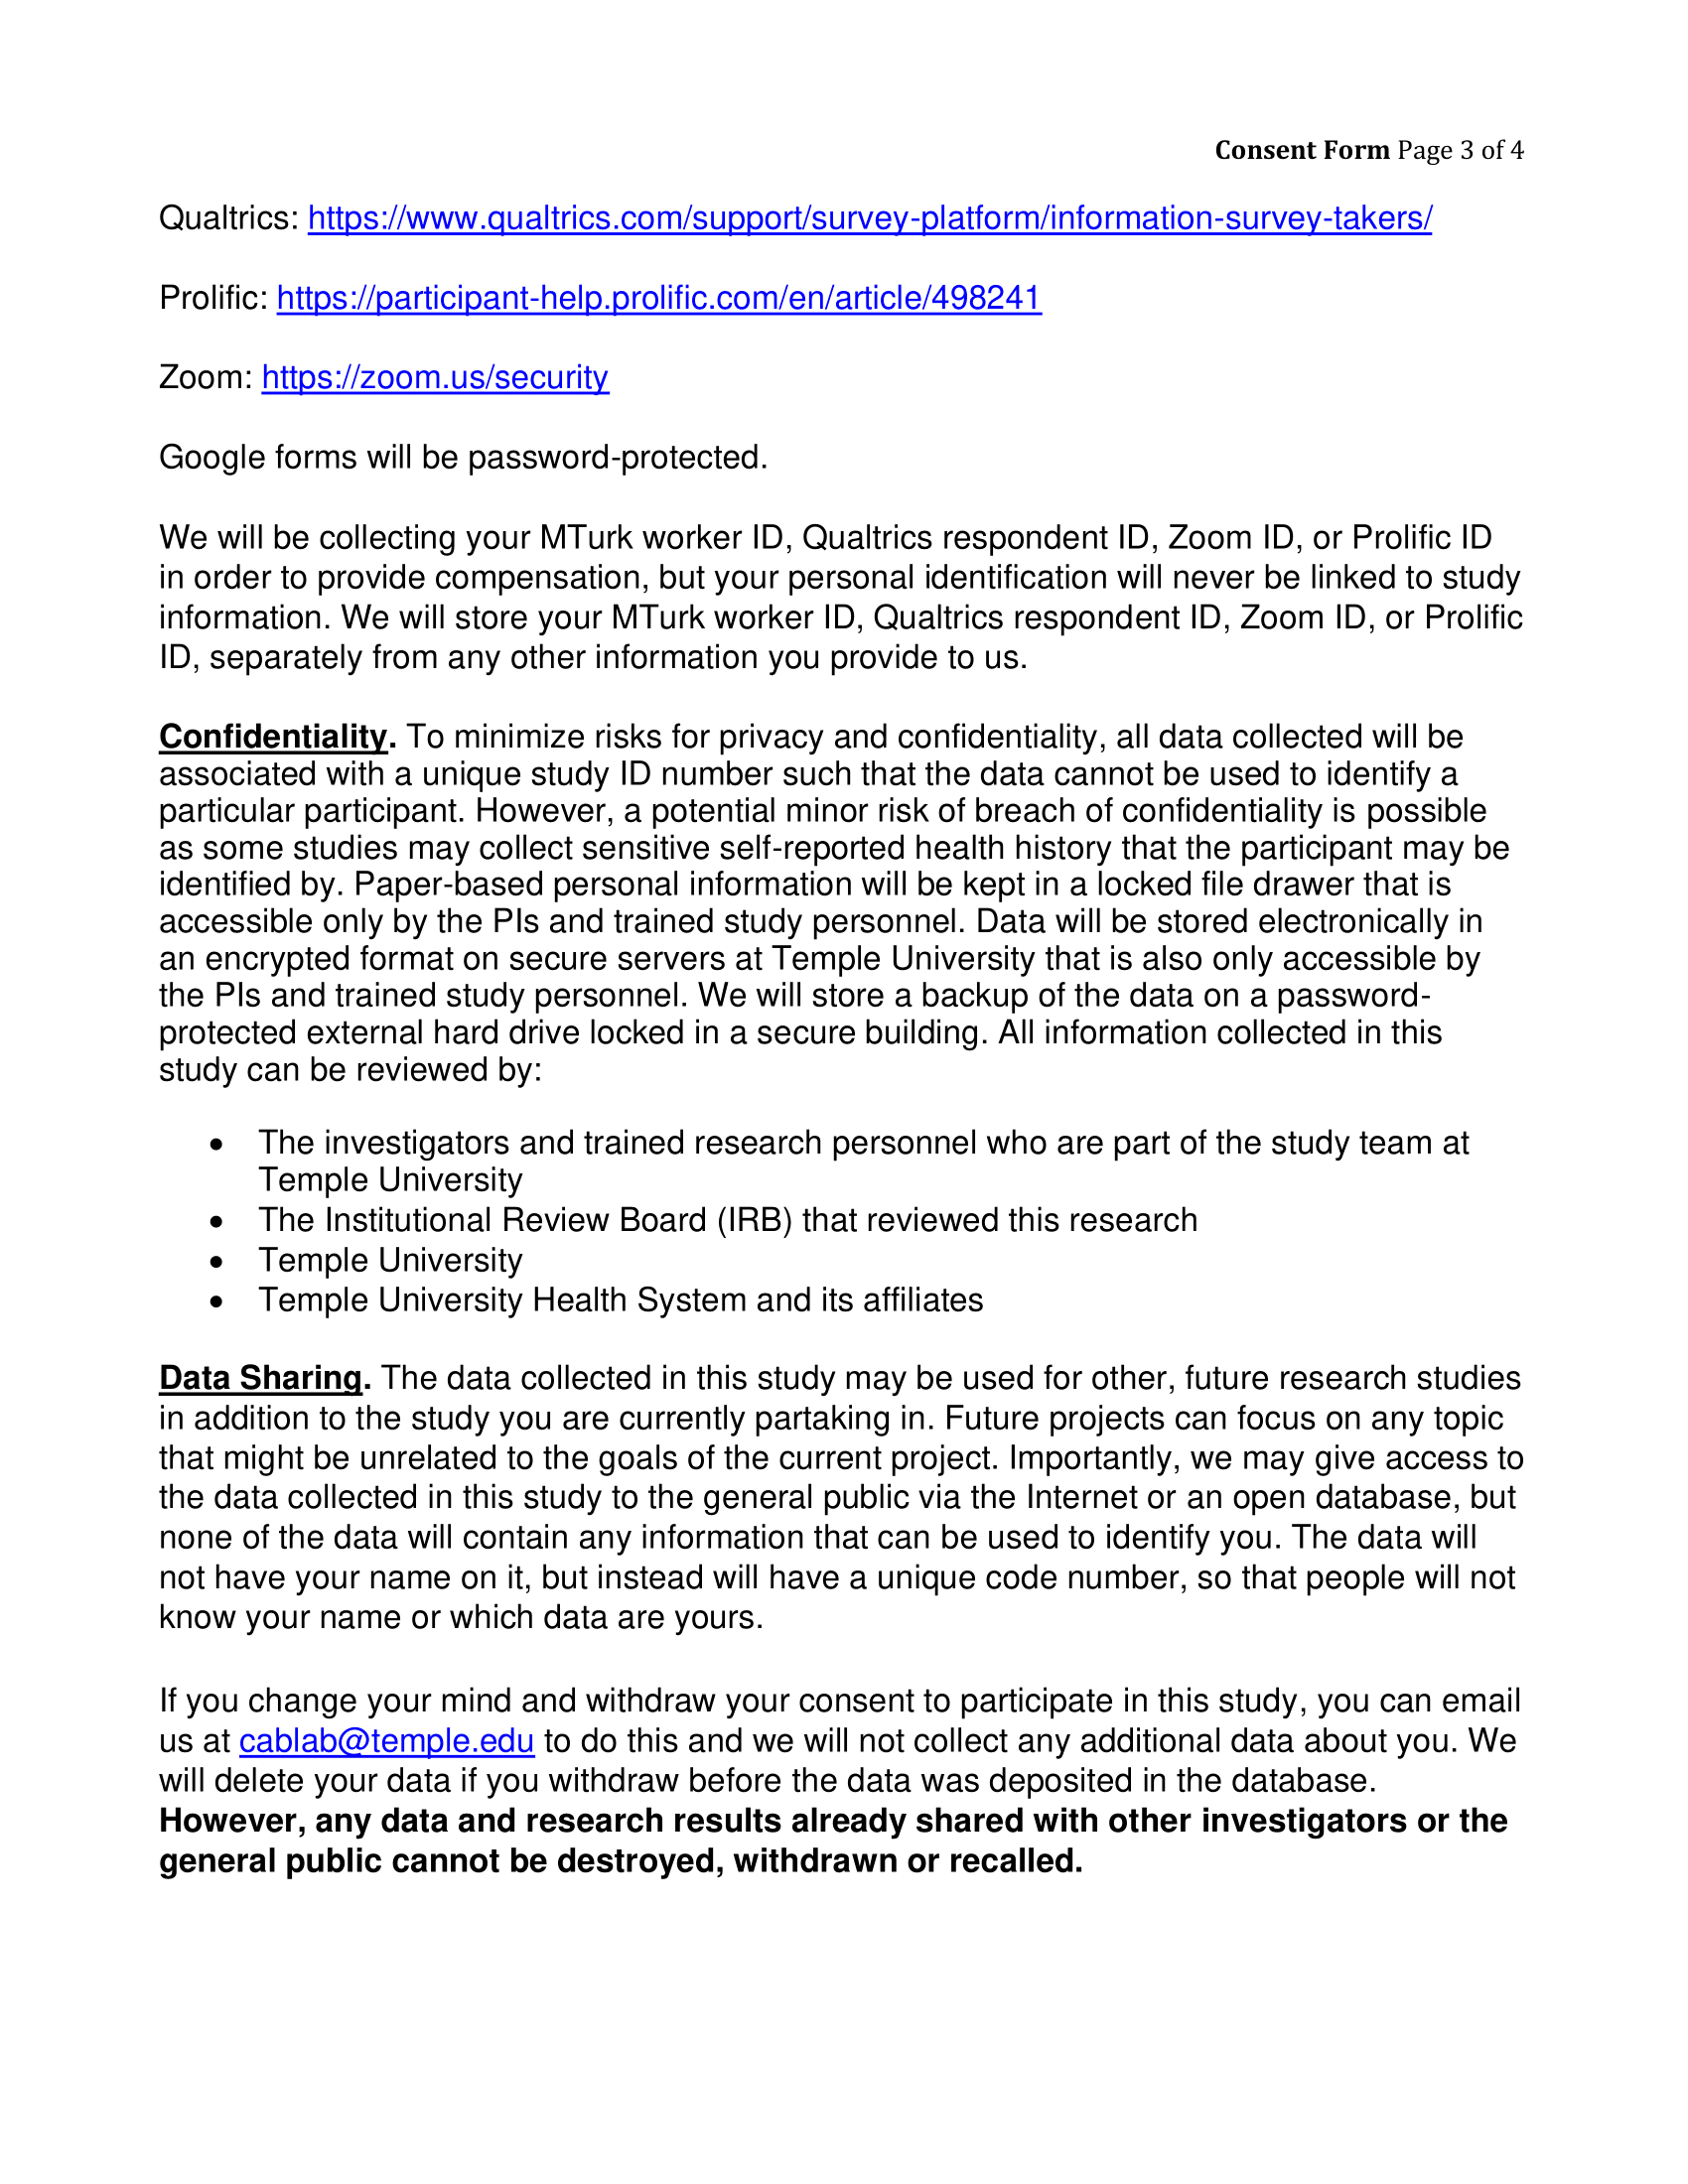 Consent Form Page 3 of 4
Qualtrics: https://www.qualtrics.com/support/survey-platform/information-survey-takers/
Prolific: https://participant-help.prolific.com/en/article/498241
Zoom: https://zoom.us/security
Google forms will be password-protected.
We will be collecting your MTurk worker ID, Qualtrics respondent ID, Zoom ID, or Prolific ID
in order to provide compensation, but your personal identification will never be linked to study
information. We will store your MTurk worker ID, Qualtrics respondent ID, Zoom ID, or Prolific
ID, separately from any other information you provide to us.
Confidentiality. To minimize risks for privacy and confidentiality, all data collected will be
associated with a unique study ID number such that the data cannot be used to identify a
particular participant. However, a potential minor risk of breach of confidentiality is possible
as some studies may collect sensitive self-reported health history that the participant may be
identified by. Paper-based personal information will be kept in a locked file drawer that is
accessible only by the PIs and trained study personnel. Data will be stored electronically in
an encrypted format on secure servers at Temple University that is also only accessible by
the PIs and trained study personnel. We will store a backup of the data on a password-
protected external hard drive locked in a secure building. All information collected in this
study can be reviewed by:
• The investigators and trained research personnel who are part of the study team at
Temple University
• The Institutional Review Board (IRB) that reviewed this research
• Temple University
• Temple University Health System and its affiliates
Data Sharing. The data collected in this study may be used for other, future research studies
in addition to the study you are currently partaking in. Future projects can focus on any topic
that might be unrelated to the goals of the current project. Importantly, we may give access to
the data collected in this study to the general public via the Internet or an open database, but
none of the data will contain any information that can be used to identify you. The data will
not have your name on it, but instead will have a unique code number, so that people will not
know your name or which data are yours.
If you change your mind and withdraw your consent to participate in this study, you can email
us at cablab@temple.edu to do this and we will not collect any additional data about you. We
will delete your data if you withdraw before the data was deposited in the database.
However, any data and research results already shared with other investigators or the
general public cannot be destroyed, withdrawn or recalled.